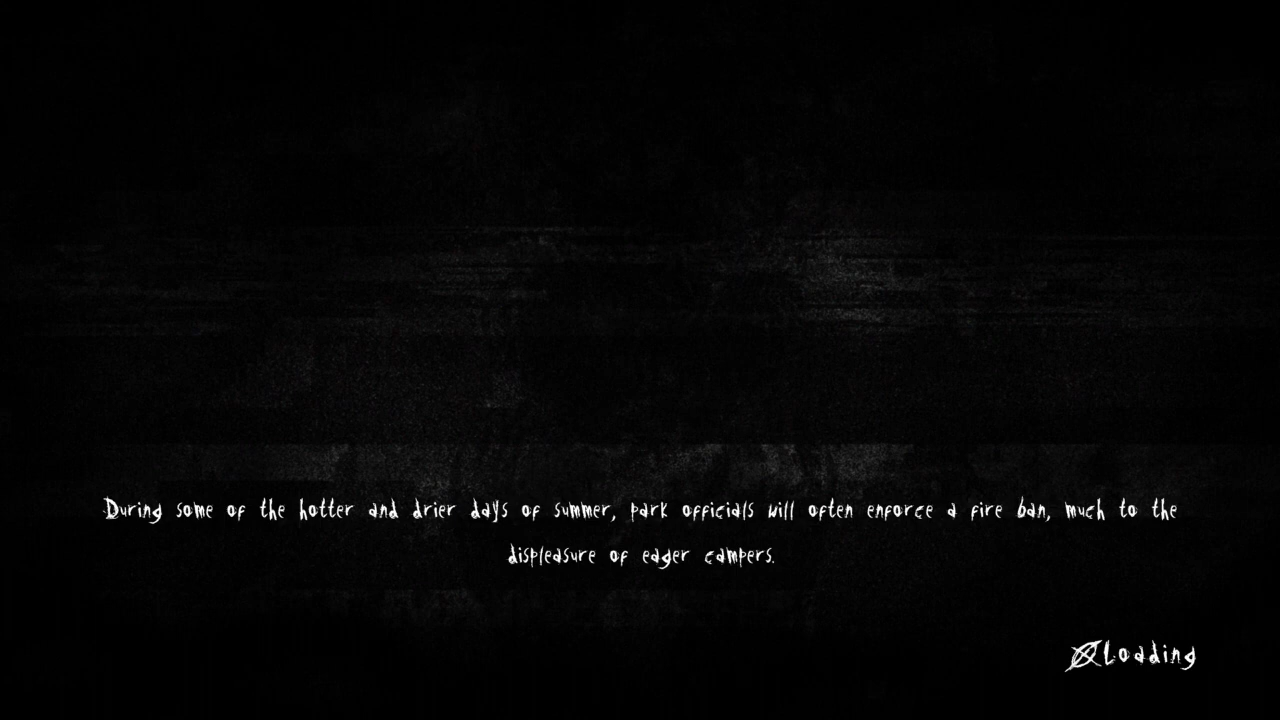 During some of the hotter and drier days of summer, park officials will often enforce a fire ban, much to the
displeasure of eager campers.
Loading